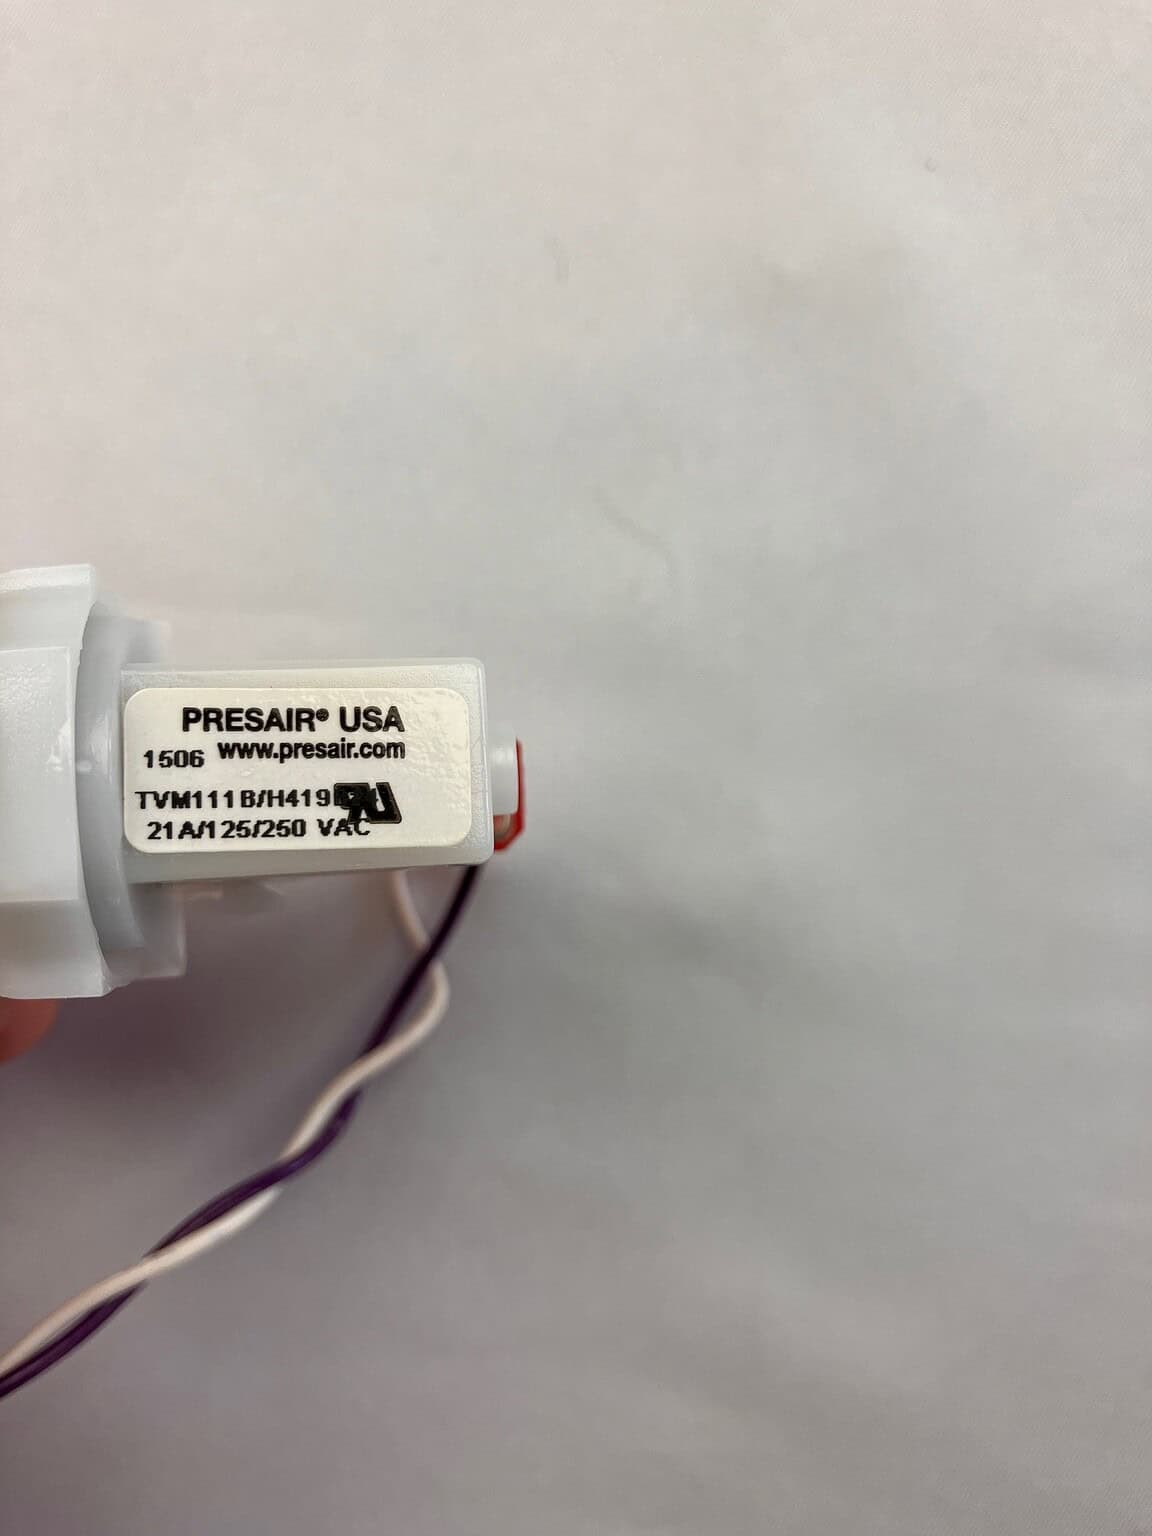 PRESAIR® USA
1506 www.presair.com
TVM111B/H419
21A/125/250 VAC